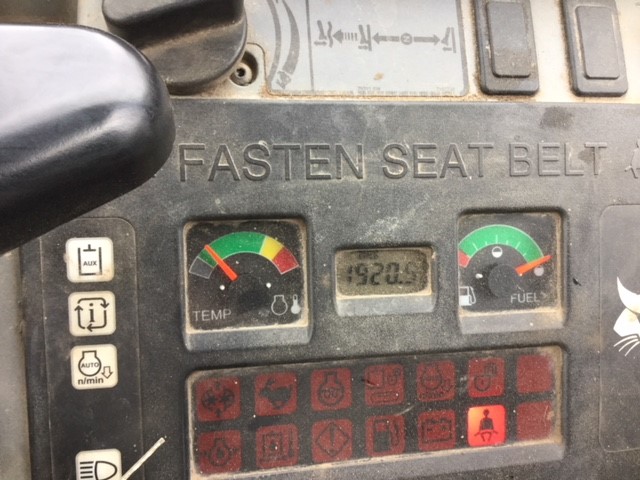 FASTEN SEAT BELT
AUX
TEMP
1920.5
FUEL
i
AUTO
n/min